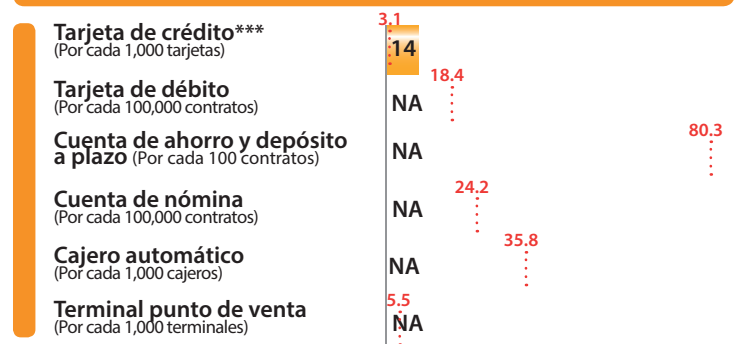 3.1
Tarjeta de crédito***
(Por cada 1,000 tarjetas)
14
18.4
Tarjeta de débito
(Por cada 100,000 contratos)
NA
80.3
Cuenta de ahorro y depósito
a plazo (Por cada 100 contratos)
NA
24.2
Cuenta de nómina
(Por cada 100,000 contratos)
NA
35.8
Cajero automático
(Por cada 1,000 cajeros)
NA
5.5
Terminal punto de venta
(Por cada 1,000 terminales)
NA